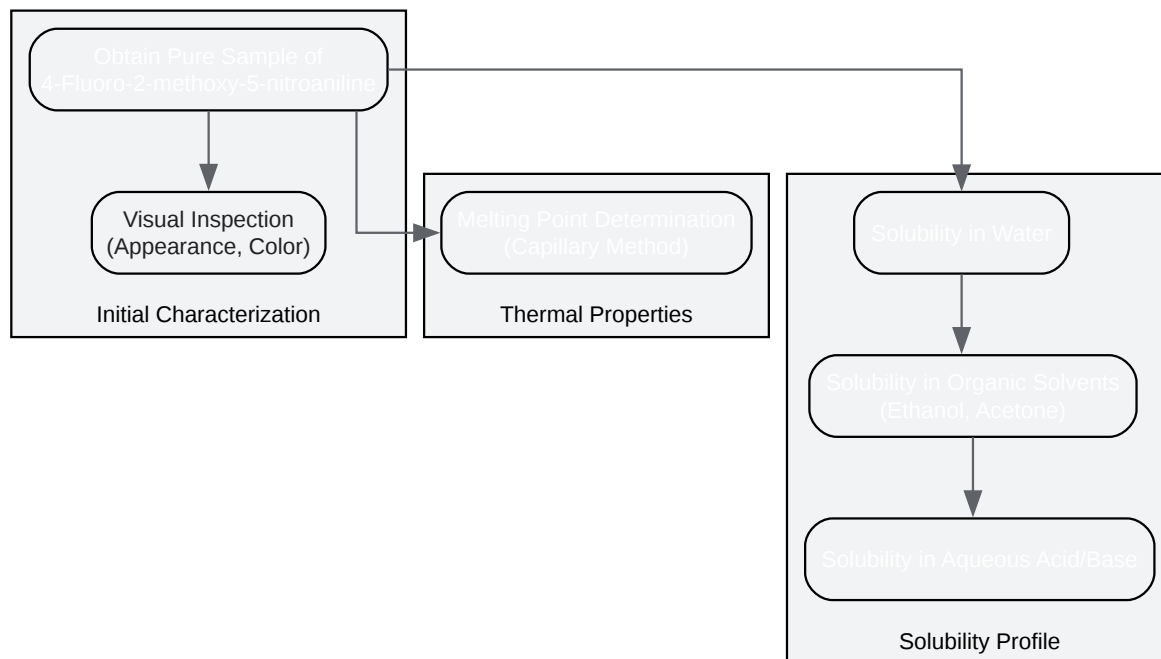 Obtain Pure Sample of
4-Fluoro-2-methoxy-5-nitroaniline
Visual Inspection
(Appearance, Color)
Initial Characterization
Melting Point Determination
(Capillary Method)
Thermal Properties
Solubility in Water
Solubility in Organic Solvents
(Ethanol, Acetone)
Solubility in Aqueous Acid/Base
Solubility Profile